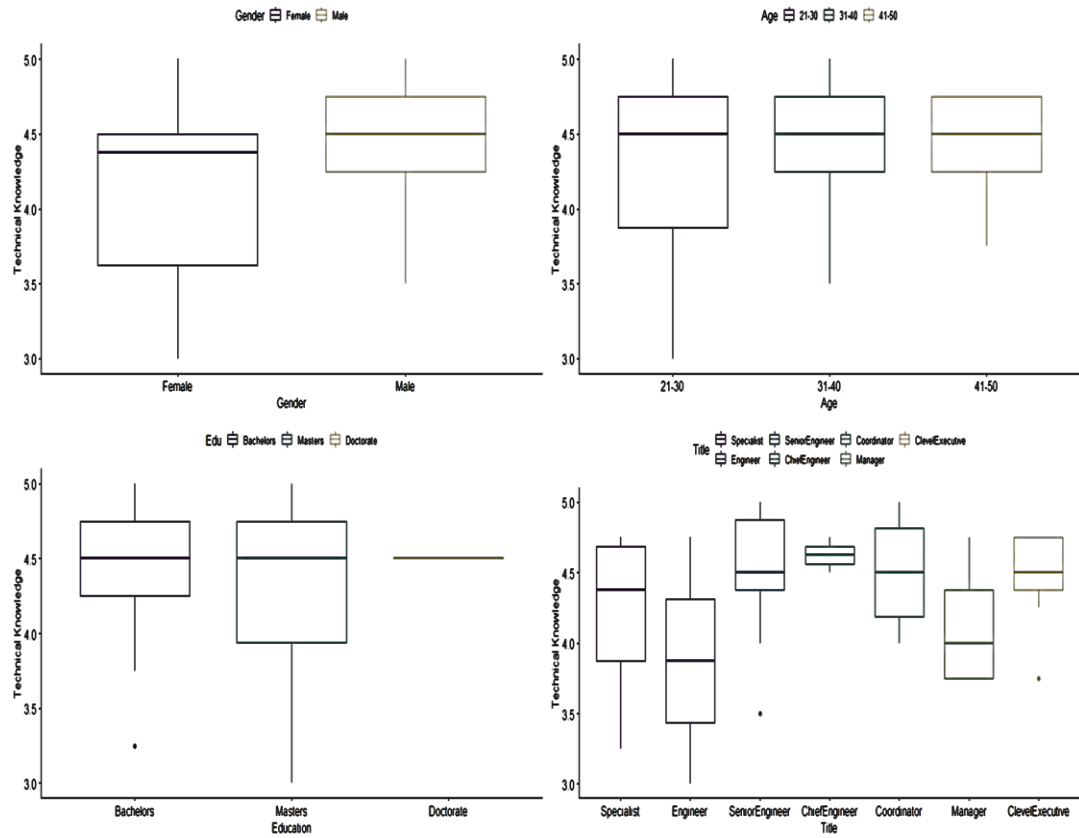 Gender Female Male
Technical Knowledge
5.0
4.5
4.0
3.5
3.0
Female Male
Gender
Age 21-30 31-40 41-50
Technical Knowledge
5.0
4.5
4.0
3.5
3.0
21-30 31-40 41-50
Age
Edu Bachelors Masters Doctorate
Technical Knowledge
5.0
4.5
4.0
3.5
3.0
Bachelors Masters Doctorate
Education
Title Specialist SeniorEngineer Coordinator ClevelExecutive
Engineer ChiefEngineer Manager
Technical Knowledge
5.0
4.5
4.0
3.5
3.0
Specialist Engineer SeniorEngineer ChiefEngineer Coordinator Manager ClevelExecutive
Title